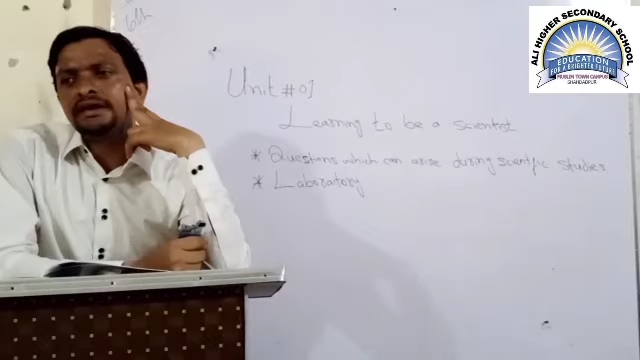 6th
Unit #01
Learning to be a scientist
* Questions which can arise during scientific studies
* Laboratory
ALI HIGHER SECONDARY SCHOOL
EDUCATION
FOR A BRIGHTER FUTURE
MUSLIM TOWN CAMPUS
SHAHDADPUR